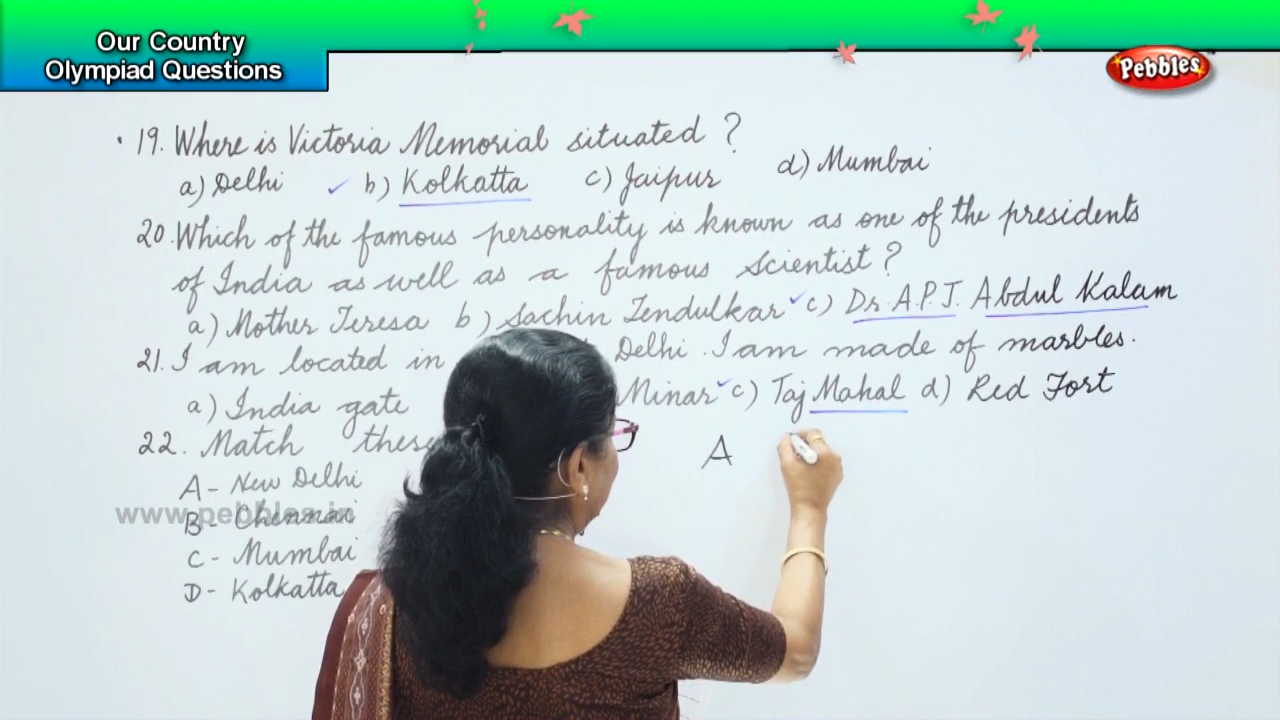 Our Country
Olympiad Questions
Pebbles
19. Where is Victoria Memorial situated ?
a) Delhi b) Kolkatta c) Jaipur d) Mumbai
20. Which of the famous personality is known as one of the presidents
of India as well as a famous scientist ?
a) Mother Teresa b) Sachin Tendulkar c) Dr. A.P.J. Abdul Kalam
21. I am located in Delhi. I am made of marbles.
a) India gate Minar c) Taj Mahal d) Red Fort
22. Match these A
A - New Delhi
www.pebbles.in
B - Chennai
C - Mumbai
D - Kolkatta